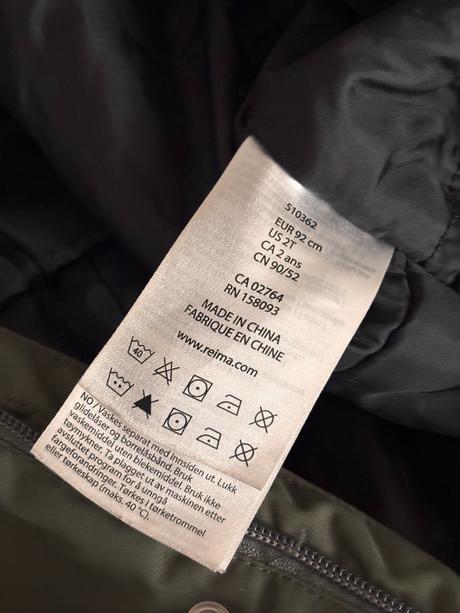 510362
EUR 92 cm
US 2T
CA 2 ans
CN 90/52
CA 02764
RN 158093
MADE IN CHINA
FABRIQUE EN CHINE
www.reima.com
40
NO / Vaskes separat med innsiden ut. Lukk
glidelåser og borrelåsbånd. Bruk
vaskemiddel uten blekemiddel. Bruk ikke
tøymykner. Ta plagget ut av maskinen etter
avsluttet program for å unngå
fargeforandringer. Tørkes i tørketrommel
eller tørkeskap (maks. 40 °C).